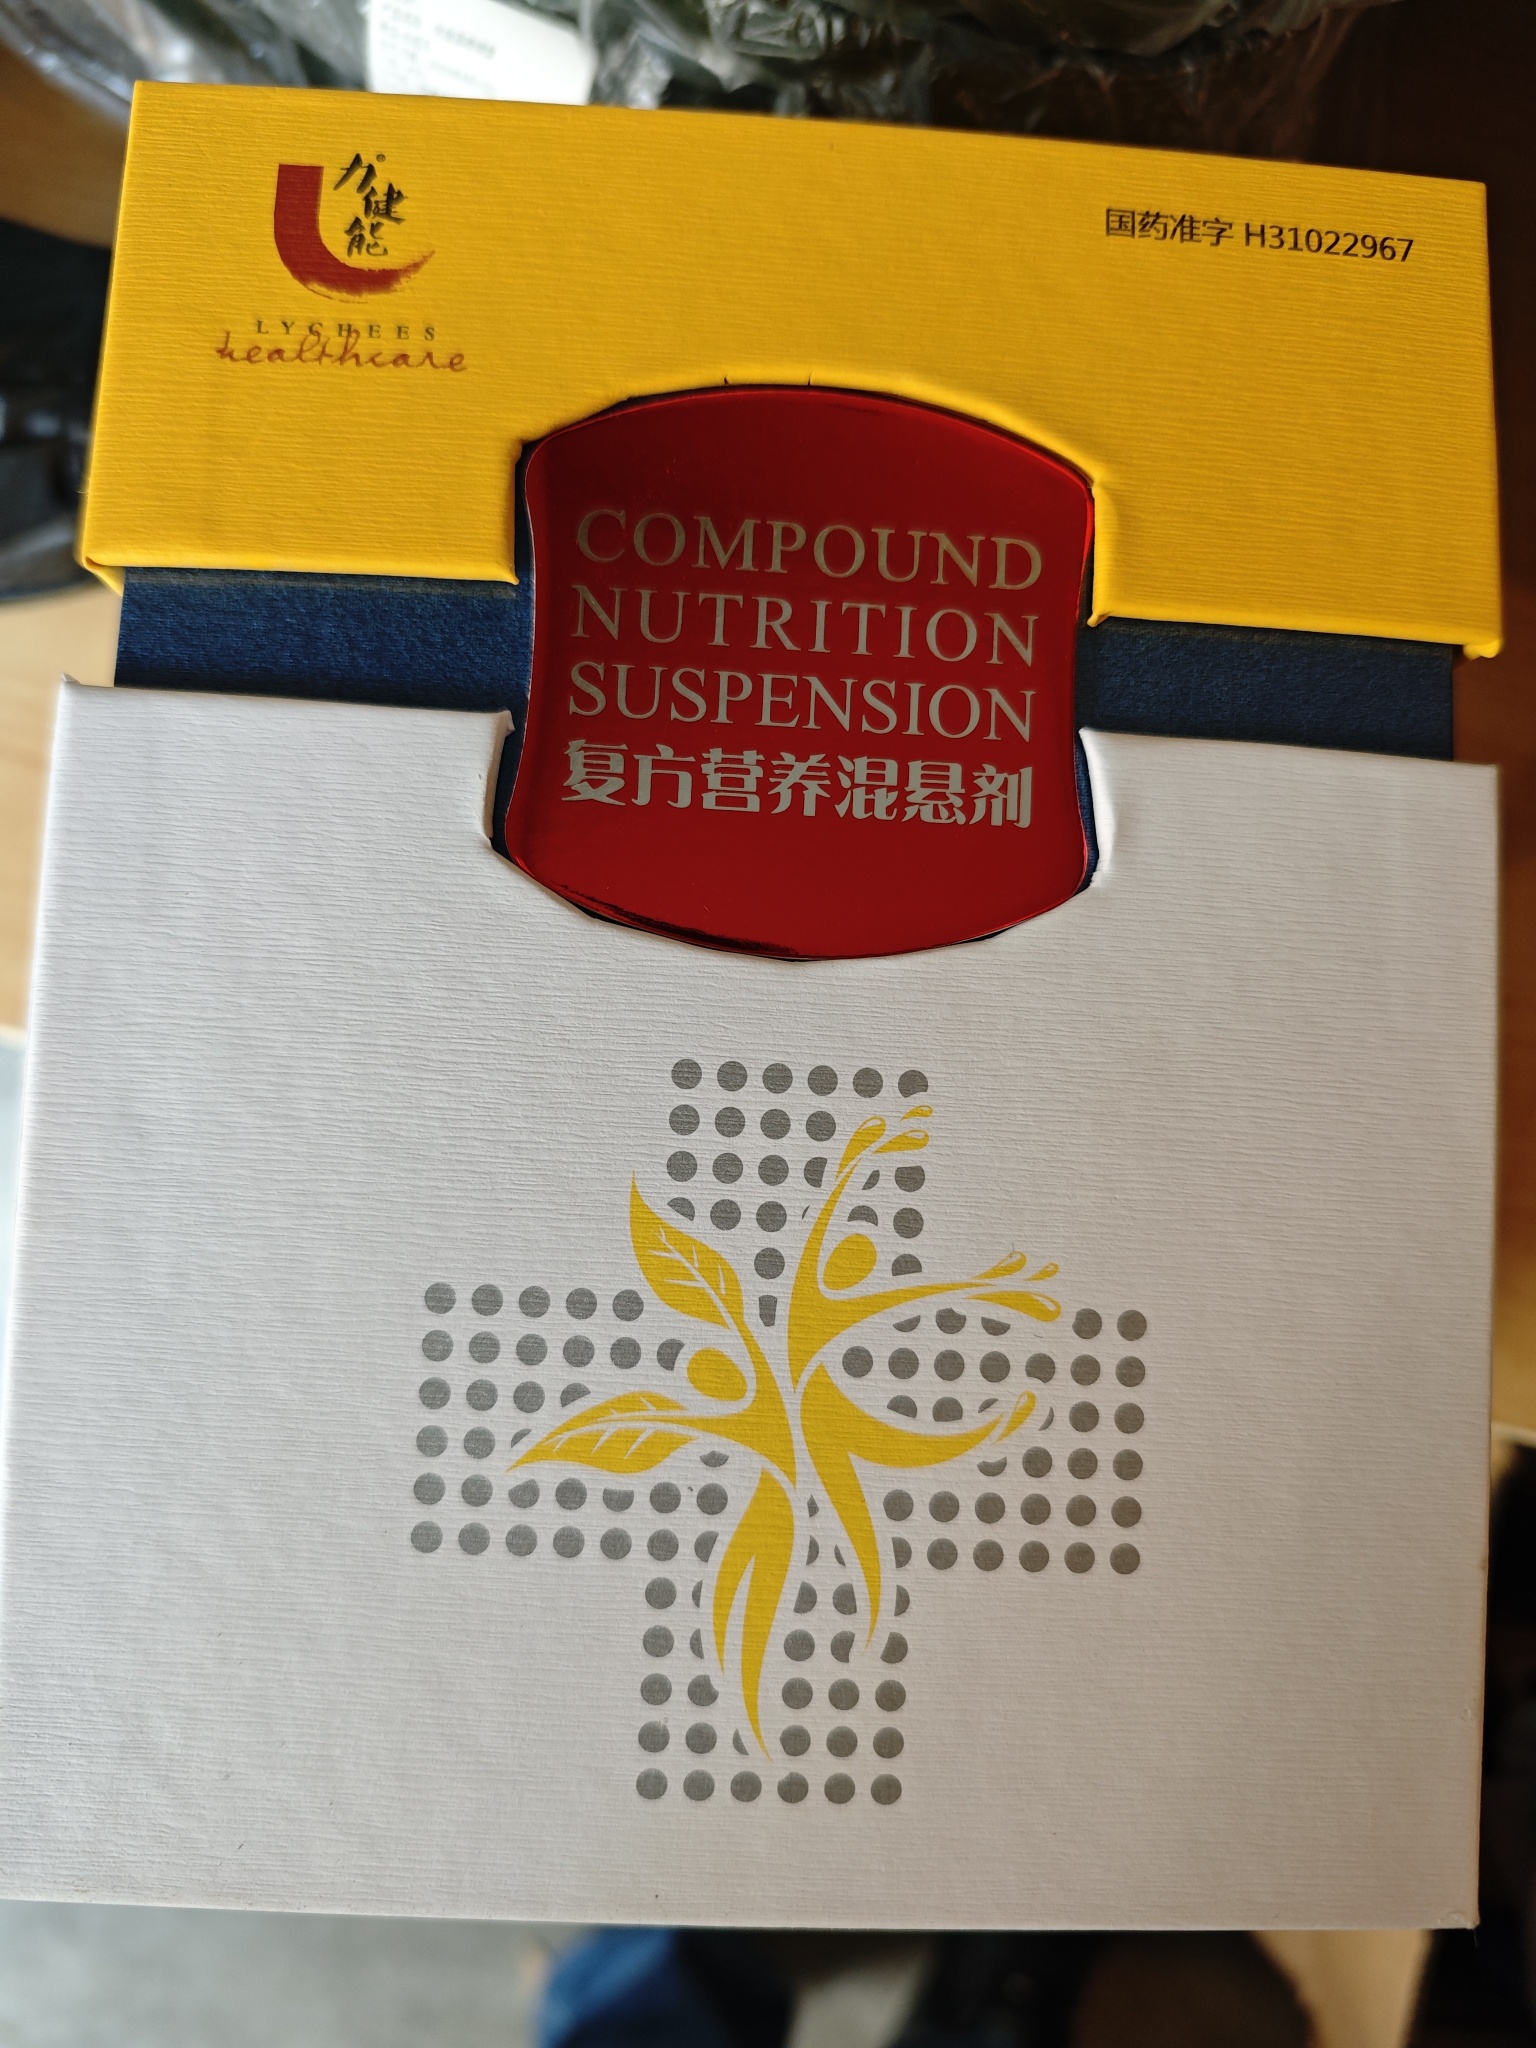 力健能
LYCHEES
healthcare
国药准字 H31022967
COMPOUND
NUTRITION
SUSPENSION
复方营养混悬剂